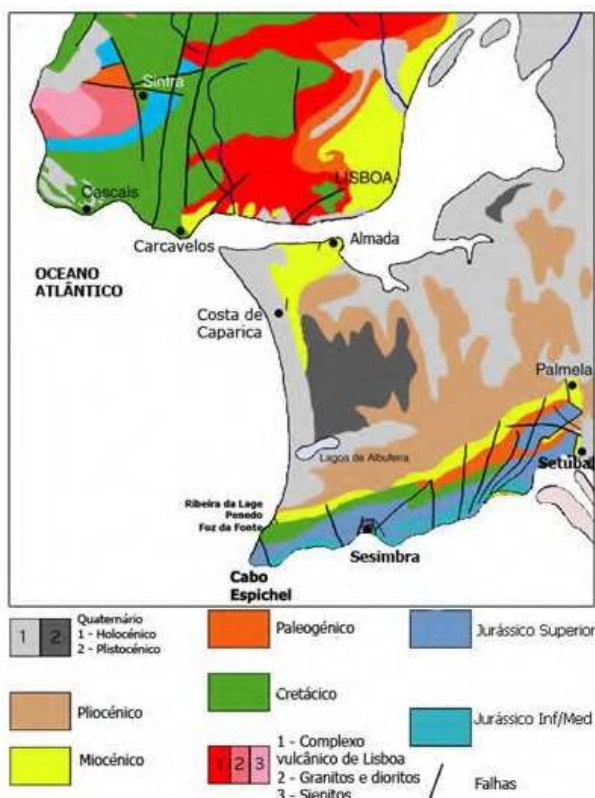 Sintra
LISBOA
Cascais
Carcavelos
Almada
OCEANO
ATLÂNTICO
Costa de
Caparica
Palmela
Lagoa de Albufeira
Setúbal
Ribeira da Lage
Penedo
Foz da Fonte
Sesimbra
Cabo
Espichel
1 2
Quaternário
1 - Holocénico
2 - Plistocénico
Paleogénico
Jurássico Superior
Pliocénico
Cretácico
Jurássico Inf/Med
Miocénico
1 2 3
1 - Complexo
vulcânico de Lisboa
2 - Granitos e dioritos
3 - Sienitos
Falhas